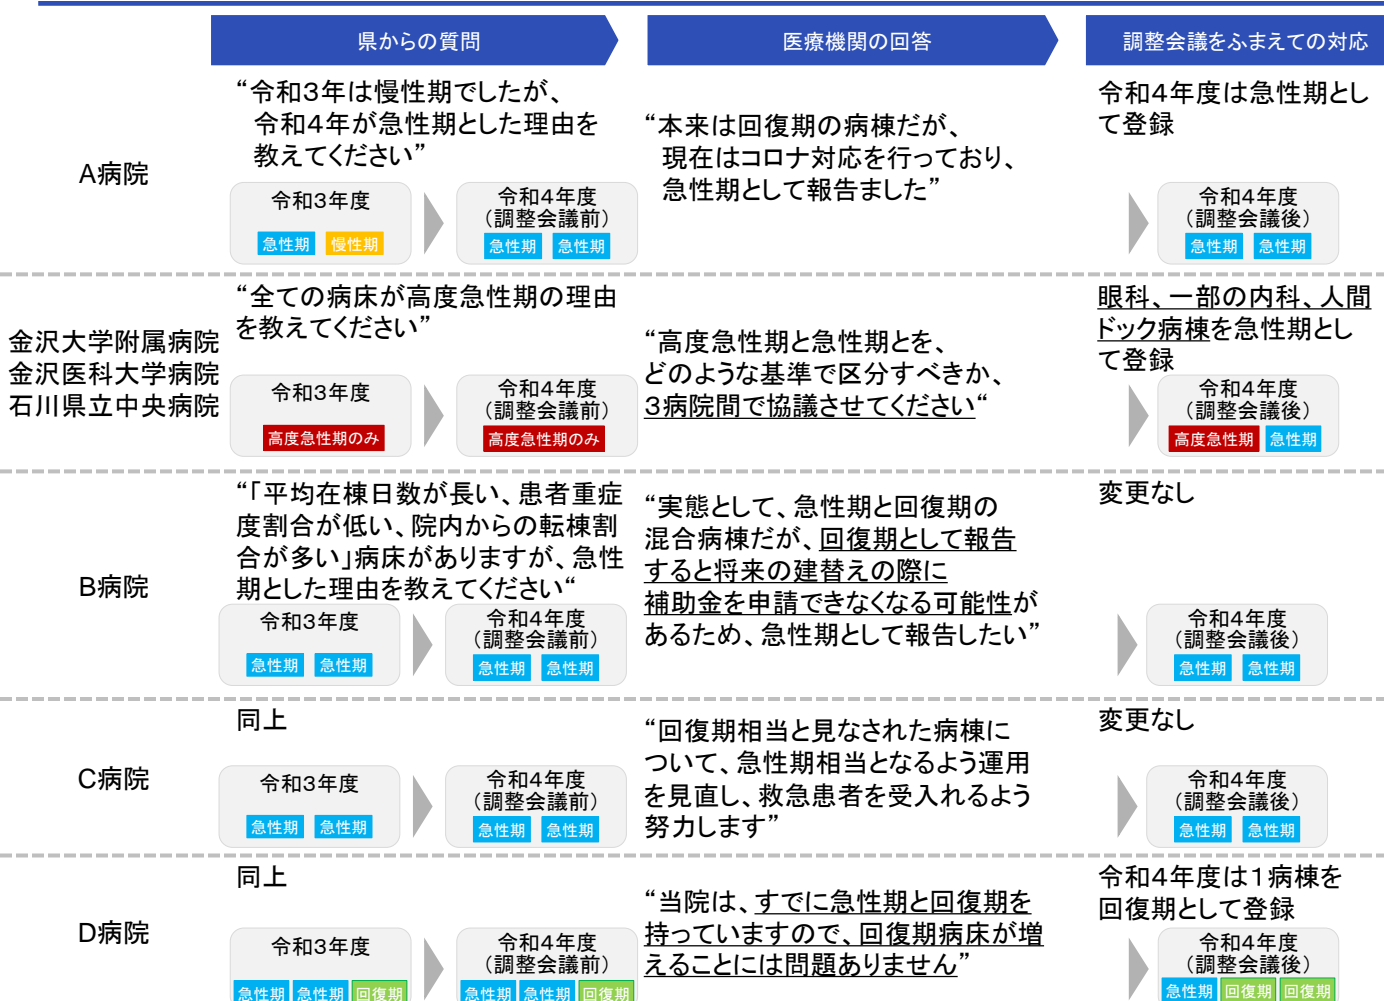 県からの質問
医療機関の回答
調整会議をふまえての対応
A病院
“令和3年は慢性期でしたが、
令和4年が急性期とした理由を
教えてください”
令和3年度
急性期 慢性期
令和4年度
（調整会議前）
急性期 急性期
“本来は回復期の病棟だが、
現在はコロナ対応を行っており、
急性期として報告ました”
令和4年度は急性期とし
て登録
令和4年度
（調整会議後）
急性期 急性期
金沢大学附属病院
金沢医科大学病院
石川県立中央病院
“全ての病床が高度急性期の理由
を教えてください”
令和3年度
高度急性期のみ
令和4年度
（調整会議前）
高度急性期のみ
“高度急性期と急性期とを、
どのような基準で区分すべきか、
3病院間で協議させてください“
眼科、一部の内科、人間
ドック病棟を急性期とし
て登録
令和4年度
（調整会議後）
高度急性期 急性期
B病院
“「平均在棟日数が長い、患者重症
度割合が低い、院内からの転棟割
合が多い」病床がありますが、急性
期とした理由を教えてください“
令和3年度
急性期 急性期
令和4年度
（調整会議前）
急性期 急性期
“実態として、急性期と回復期の
混合病棟だが、回復期として報告
すると将来の建替えの際に
補助金を申請できなくなる可能性が
あるため、急性期として報告したい”
変更なし
令和4年度
（調整会議後）
急性期 急性期
C病院
同上
令和3年度
急性期 急性期
令和4年度
（調整会議前）
急性期 急性期
“回復期相当と見なされた病棟に
ついて、急性期相当となるよう運用
を見直し、救急患者を受入れるよう
努力します”
変更なし
令和4年度
（調整会議後）
急性期 急性期
D病院
同上
令和3年度
急性期 急性期 回復期
令和4年度
（調整会議前）
急性期 急性期 回復期
“当院は、すでに急性期と回復期を
持っていますので、回復期病床が増
えることには問題ありません”
令和4年度は1病棟を
回復期として登録
令和4年度
（調整会議後）
急性期 回復期 回復期